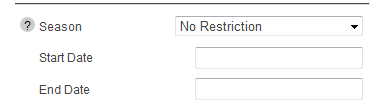 ? Season No Restriction
Start Date
End Date